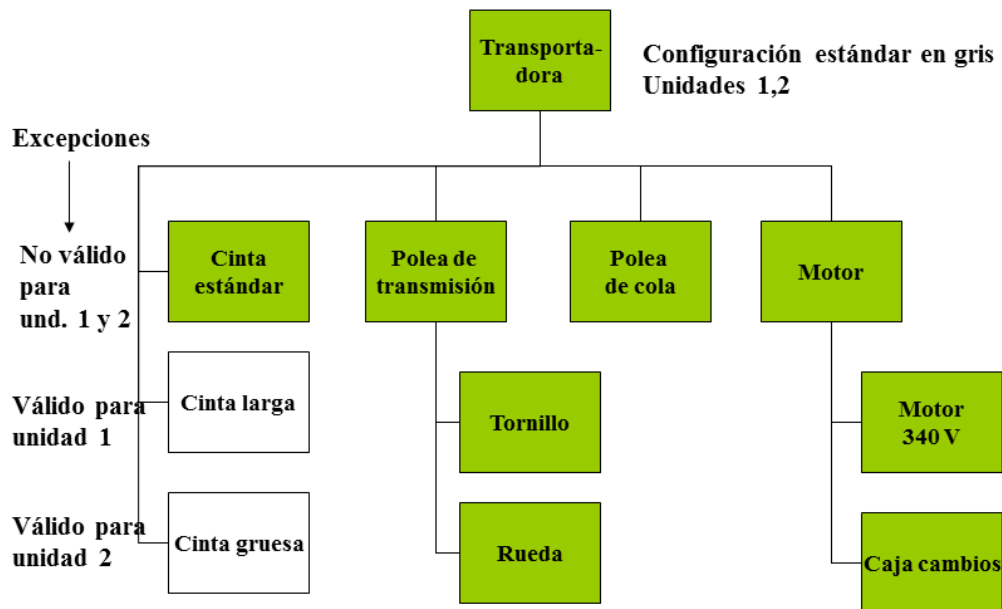 Transporta-
dora
Configuración estándar en gris
Unidades 1,2
Excepciones
No válido
para
und. 1 y 2
Cinta
estándar
Polea de
transmisión
Polea
de cola
Motor
Válido para
unidad 1
Cinta larga
Tornillo
Motor
340 V
Válido para
unidad 2
Cinta gruesa
Rueda
Caja cambios